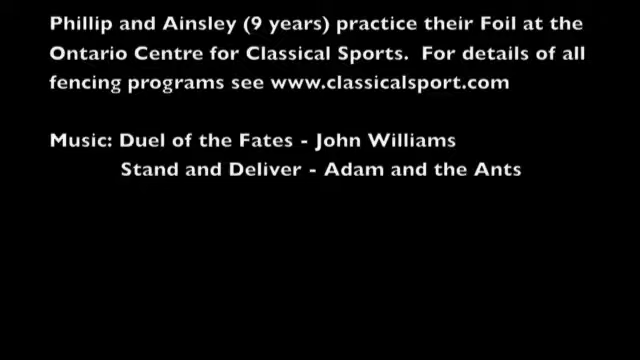 Phillip and Ainsley (9 years) practice their Foil at the
Ontario Centre for Classical Sports.  For details of all
fencing programs see www.classicalsport.com
Music: Duel of the Fates - John Williams
Stand and Deliver - Adam and the Ants